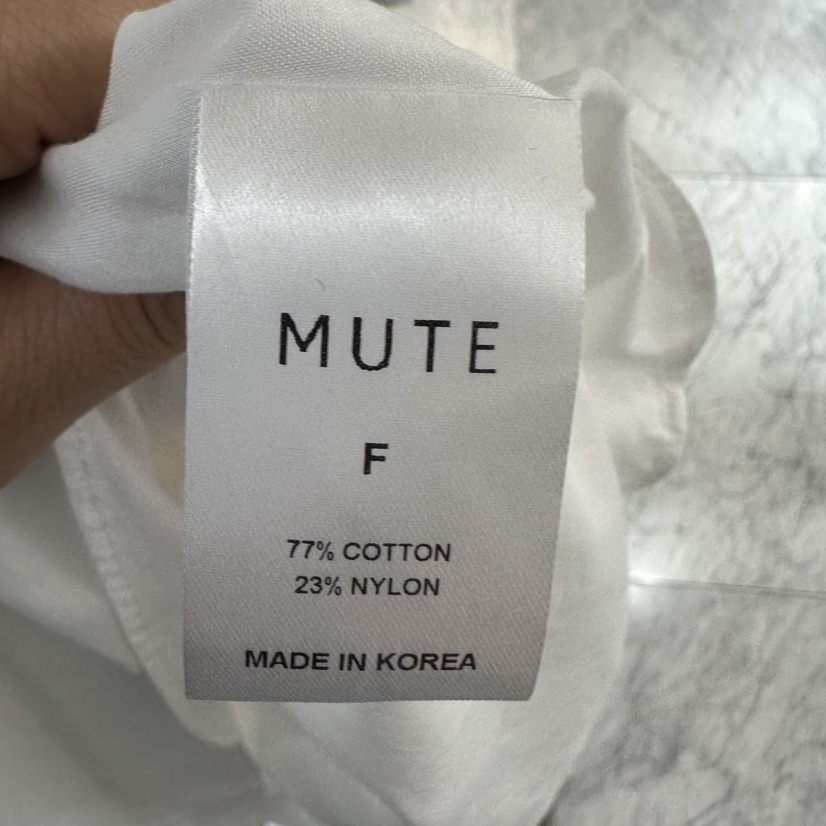 MUTE
F
77% COTTON
23% NYLON
MADE IN KOREA